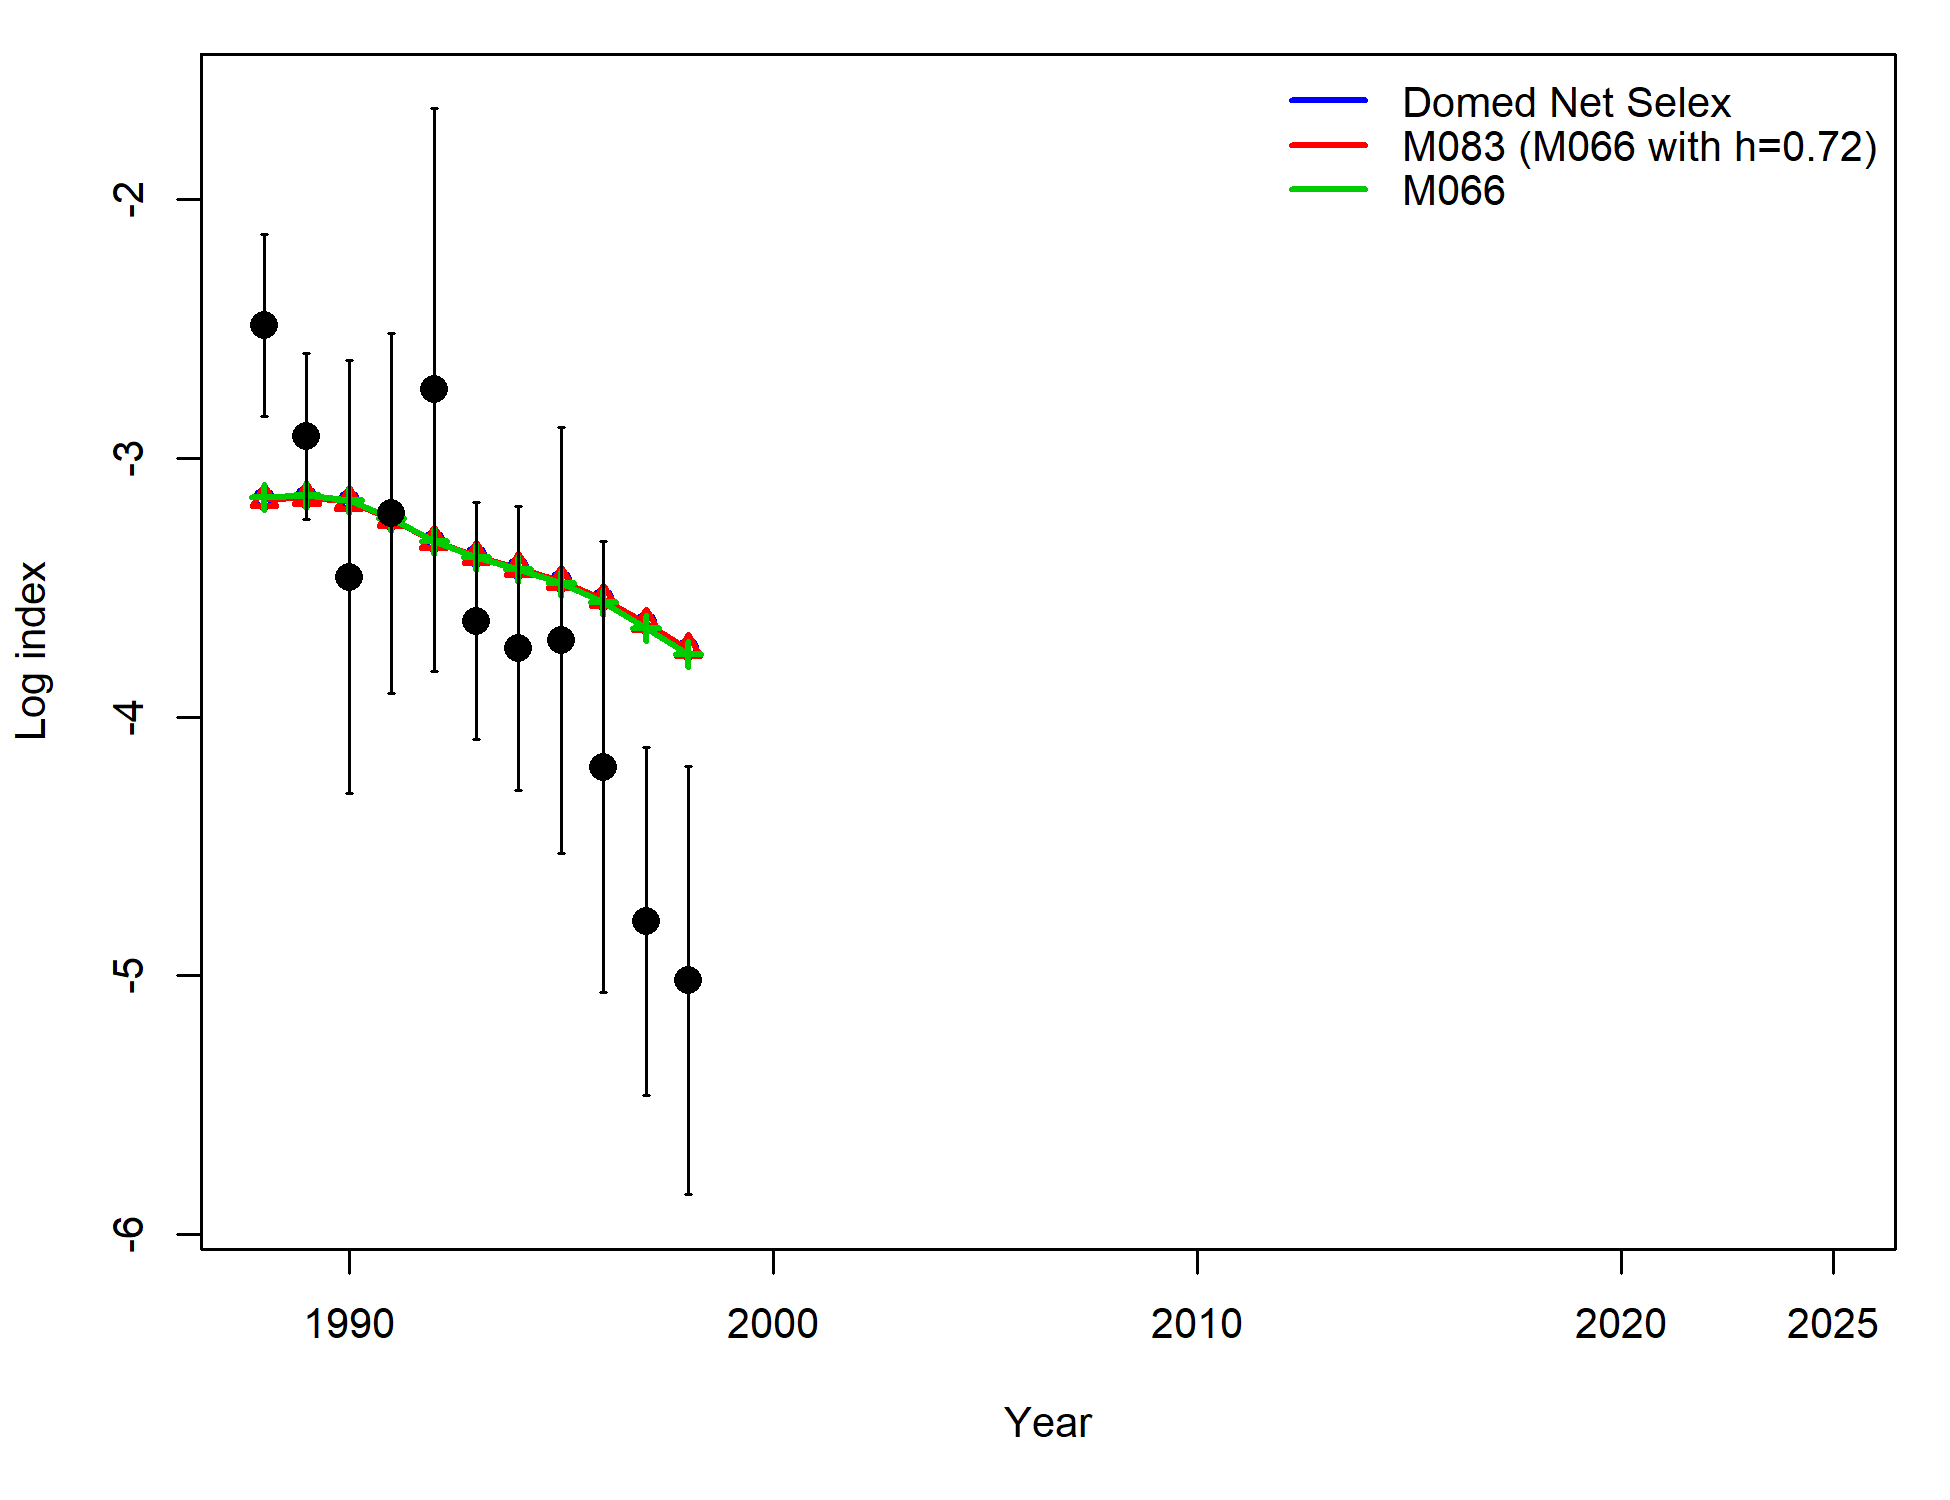 Domed Net Selex
M083 (M066 with h=0.72)
M066
-2
-3
-4
-5
-6
Log index
1990
2000
2010
2020
2025
Year